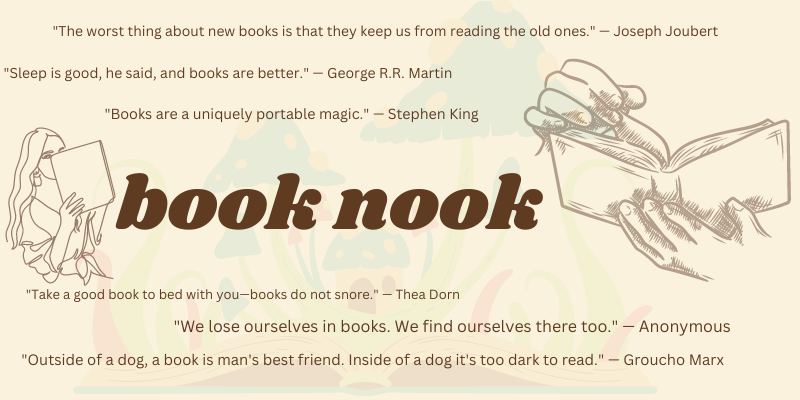 "The worst thing about new books is that they keep us from reading the old ones." — Joseph Joubert
"Sleep is good, he said, and books are better." — George R.R. Martin
"Books are a uniquely portable magic." — Stephen King
book nook
"Take a good book to bed with you—books do not snore." — Thea Dorn
"We lose ourselves in books. We find ourselves there too." — Anonymous
"Outside of a dog, a book is man's best friend. Inside of a dog it's too dark to read." — Groucho Marx